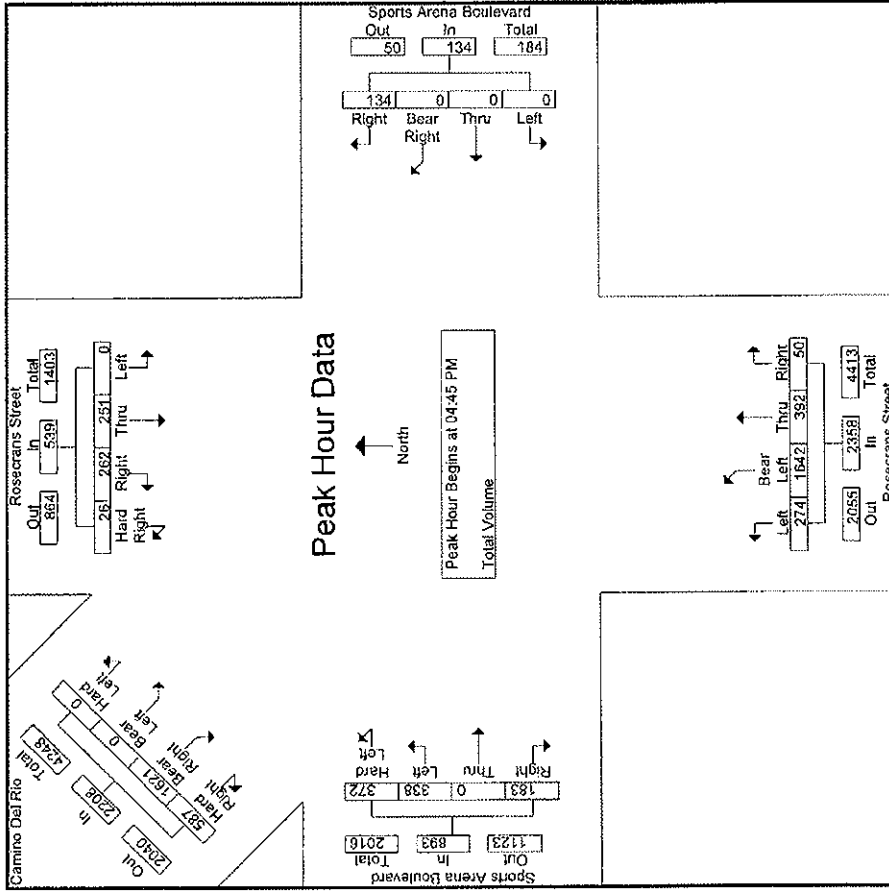 Sports Arena Boulevard
Out In Total
50 134 184
134 0 0 0
Right Bear Right Thru Left
Rosecrans Street
Out In Total
864 539 1403
26 262 251 0
Hard Right Right Thru Left
Peak Hour Data
North
Peak Hour Begins at 04:45 PM
Total Volume
Camino Del Rio
Out In Total
2040 2208 4248
587 1621 0 0
Hard Right Bear Right Bear Left Hard Left
Sports Arena Boulevard
Total In Out
2016 893 1123
372 338 0 183
Hard Left Left Thru Right
Left Bear Left Thru Right
274 1642 392 50
2055 2358 4413
Out In Total
Rosecrans Street